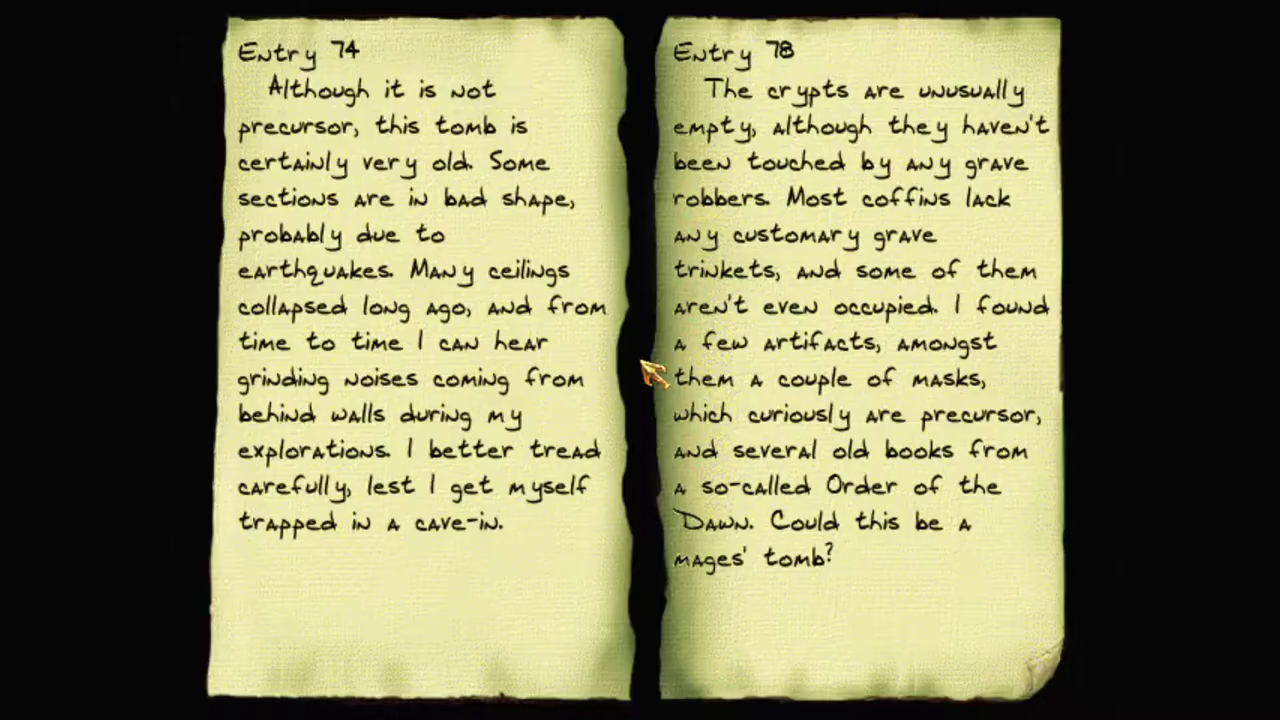 Entry 74
Although it is not
precursor, this tomb is
certainly very old. Some
sections are in bad shape,
probably due to
earthquakes. Many ceilings
collapsed long ago, and from
time to time I can hear
grinding noises coming from
behind walls during my
explorations. I better tread
carefully, lest I get myself
trapped in a cave-in.
Entry 78
The crypts are unusually
empty, although they haven't
been touched by any grave
robbers. Most coffins lack
any customary grave
trinkets, and some of them
aren't even occupied. I found
a few artifacts, amongst
them a couple of masks,
which curiously are precursor,
and several old books from
a so-called Order of the
Dawn. Could this be a
mages' tomb?